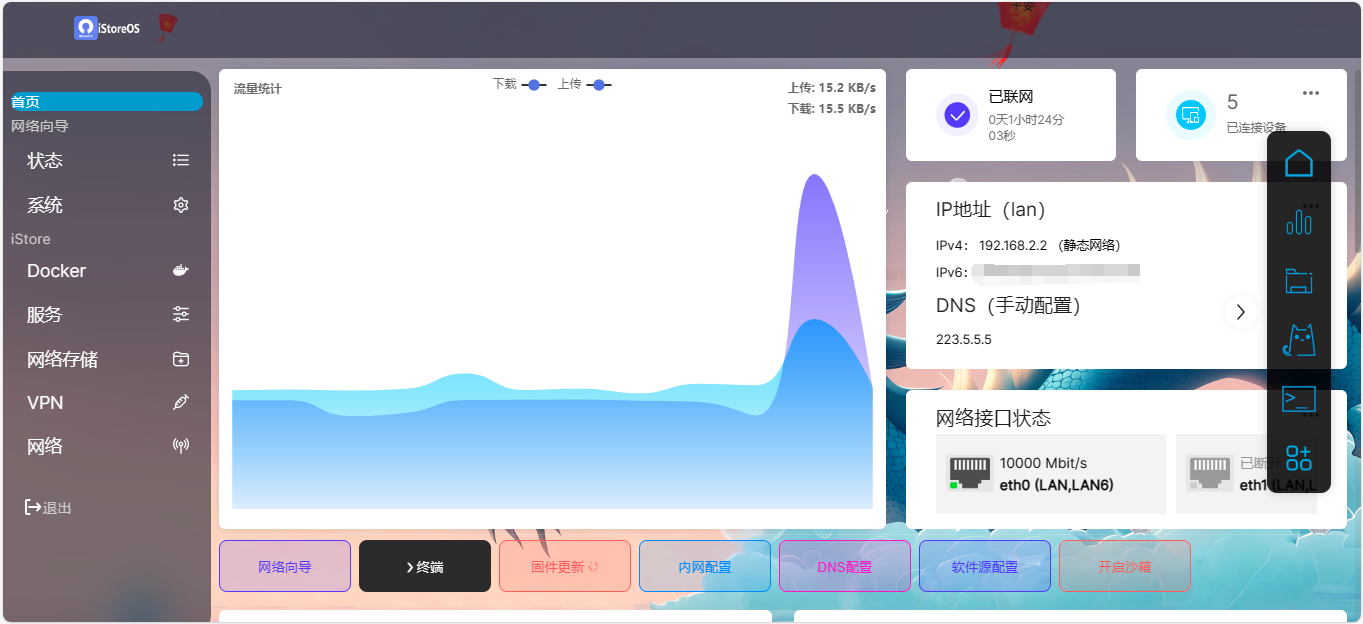 平安
iStoreOS
首页
网络向导
状态
系统
iStore
Docker
服务
网络存储
VPN
网络
退出
流量统计
下载 上传
上传: 15.2 KB/s
下载: 15.5 KB/s
已联网
0天1小时24分
03秒
5
已连接设备
IP地址（lan）
IPv4： 192.168.2.2 （静态网络）
IPv6：
DNS（手动配置）
223.5.5.5
网络接口状态
10000 Mbit/s
eth0 (LAN,LAN6)
已断开
eth1 (LAN,L
网络向导
终端
固件更新
内网配置
DNS配置
软件源配置
开启沙箱